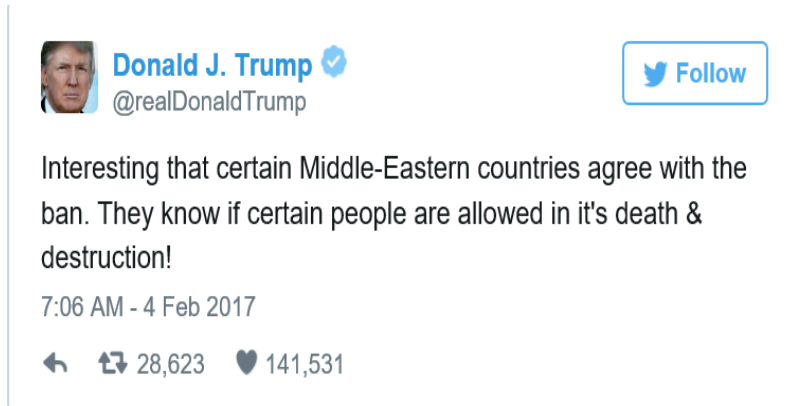 Donald J. Trump
@realDonaldTrump
Follow
Interesting that certain Middle-Eastern countries agree with the
ban. They know if certain people are allowed in it's death &
destruction!
7:06 AM - 4 Feb 2017
28,623 141,531